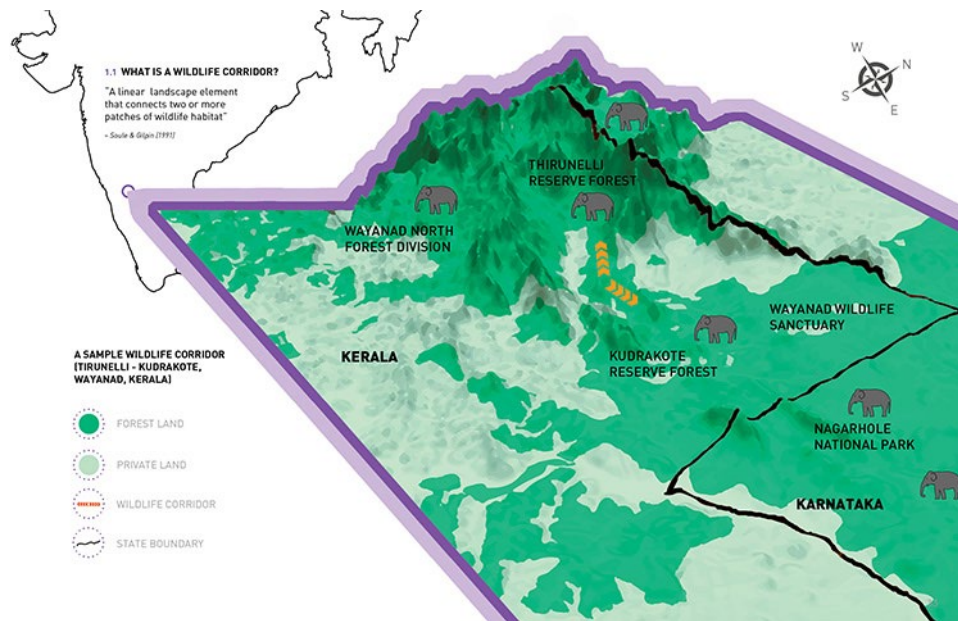 1.1 WHAT IS A WILDLIFE CORRIDOR?
"A linear landscape element
that connects two or more
patches of wildlife habitat"
- Soule & Gilpin [1991]
W
N
S
E
THIRUNELLI
RESERVE FOREST
WAYANAD NORTH
FOREST DIVISION
WAYANAD WILDLIFE
SANCTUARY
KERALA
KUDRAKOTE
RESERVE FOREST
NAGARHOLE
NATIONAL PARK
KARNATAKA
A SAMPLE WILDLIFE CORRIDOR
(TIRUNELLI - KUDRAKOTE,
WAYANAD, KERALA)
FOREST LAND
PRIVATE LAND
WILDLIFE CORRIDOR
STATE BOUNDARY